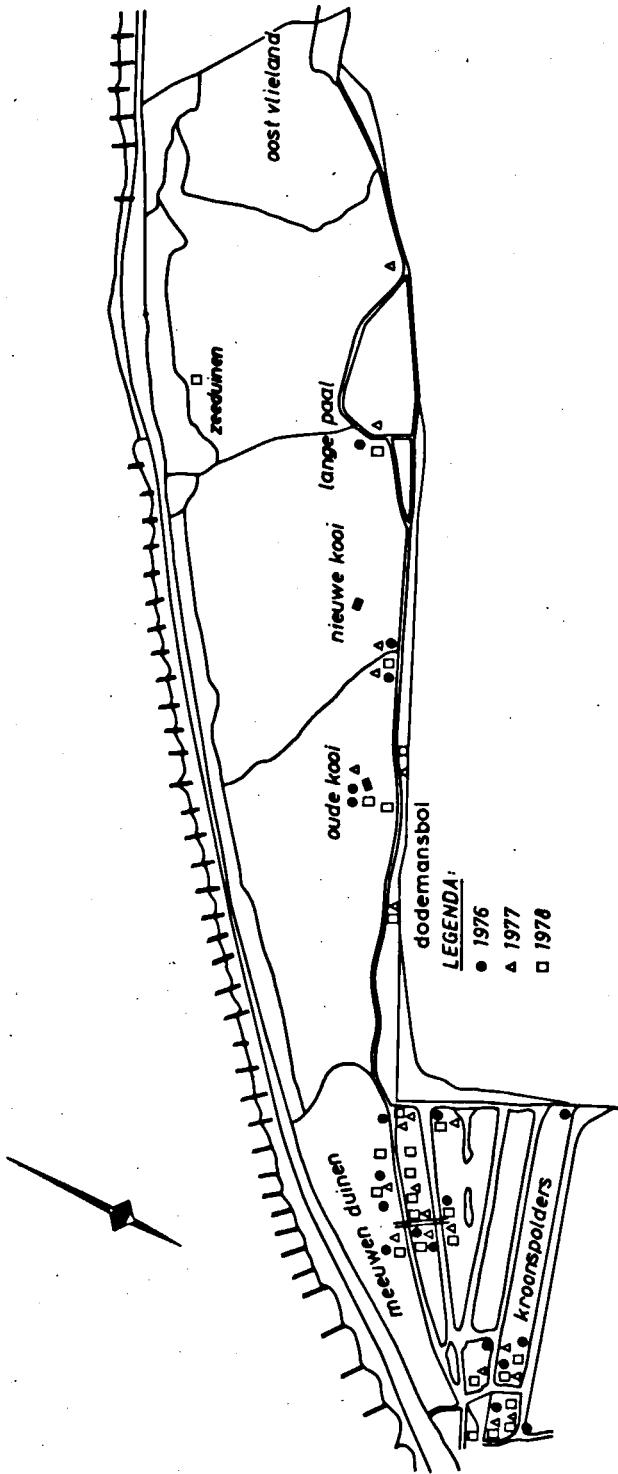 meeuwen duinen
kroonspolders
oude kooi
nieuwe kooi
lange paal
zeeduinen
oost vlieland
dodemansbol
LEGENDA:
1976
1977
1978